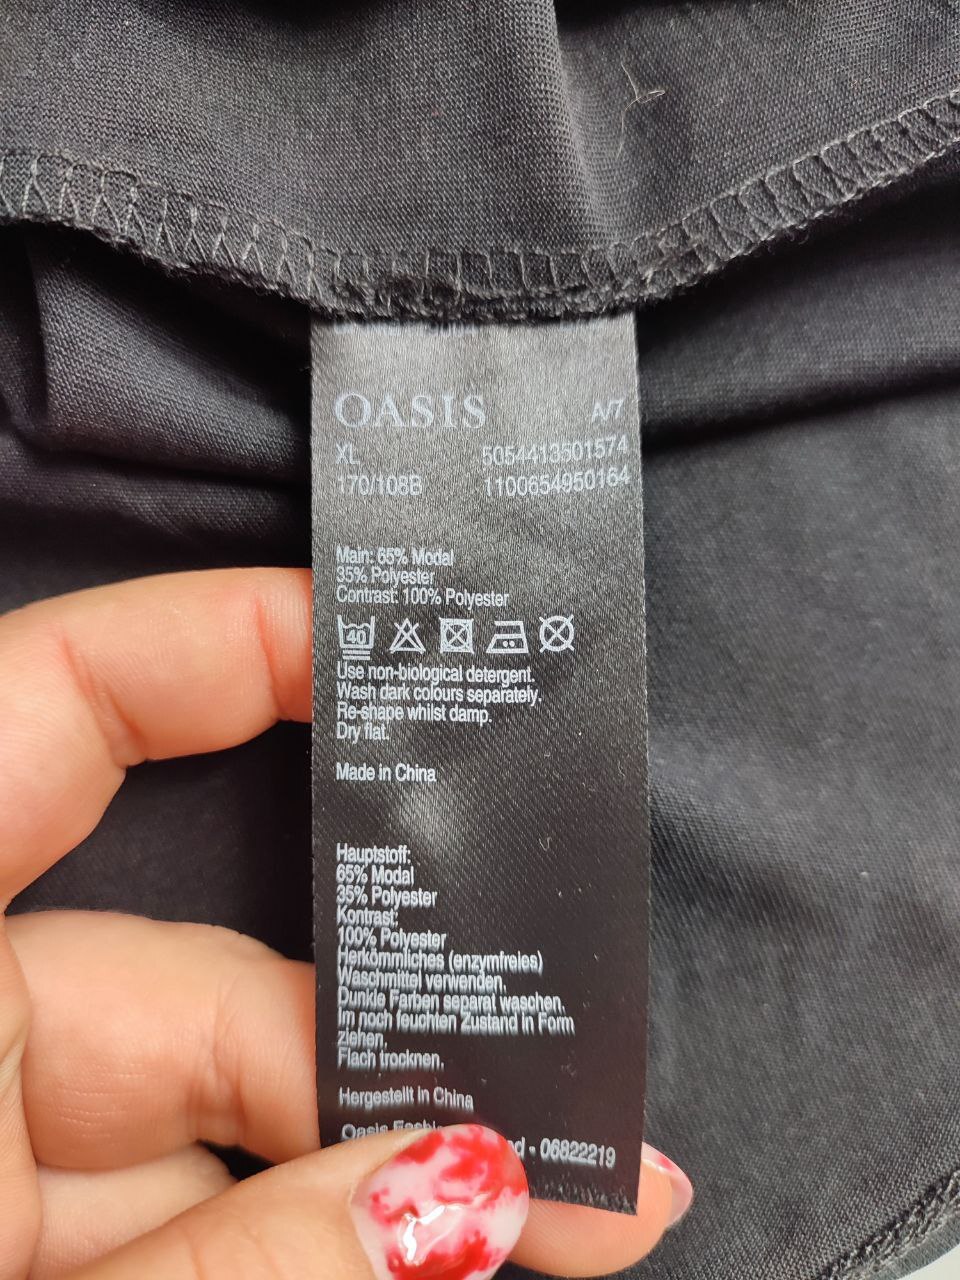 OASIS A/7
XL 5054413501574
170/108B 1100654950164
Main: 65% Modal
35% Polyester
Contrast: 100% Polyester
40
Use non-biological detergent.
Wash dark colours separately.
Re-shape whilst damp.
Dry flat.
Made in China
Hauptstoff:
65% Modal
35% Polyester
Kontrast:
100% Polyester
Herkömmliches (enzymfreies)
Waschmittel verwenden.
Dunkle Farben separat waschen.
Im noch feuchten Zustand in Form
ziehen.
Flach trocknen.
Hergestellt in China
Oasis - 06822219